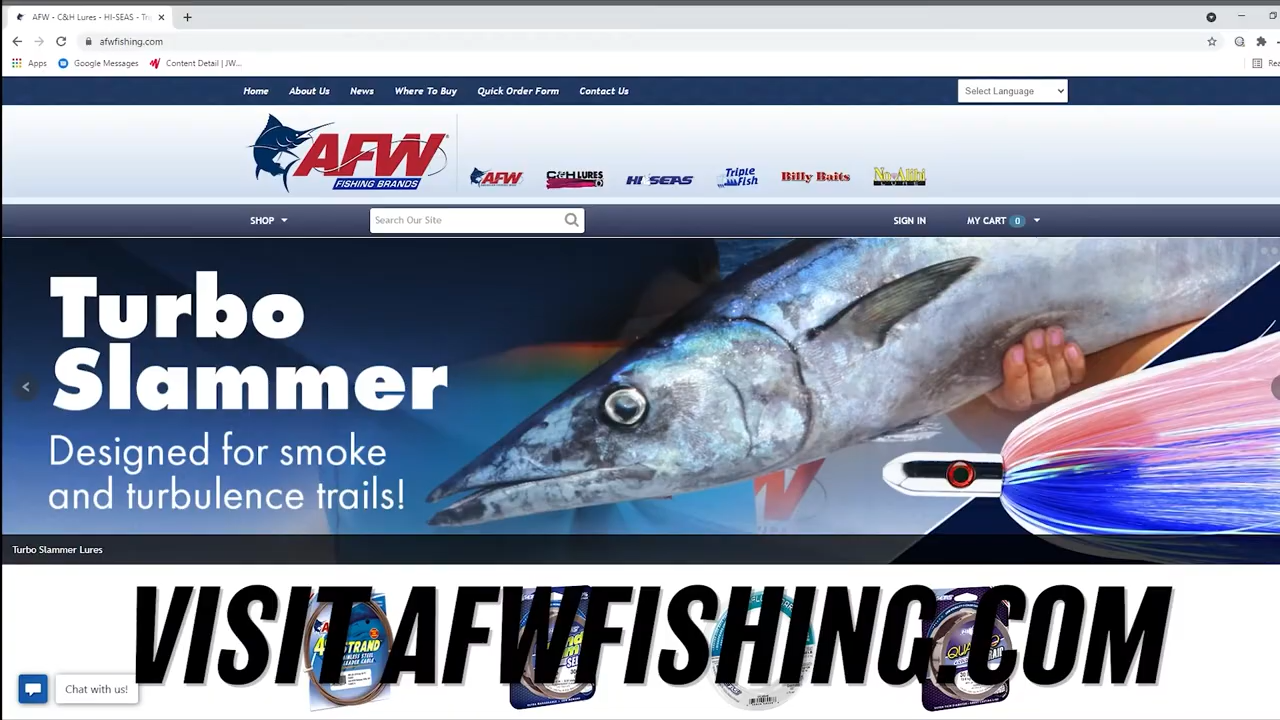 AFW - C&H Lures - HI-SEAS - Tri
afwfishing.com
Apps
Google Messages
Content Detail | JW...
Rea
Home
About Us
News
Where To Buy
Quick Order Form
Contact Us
Select Language
AFW
FISHING BRANDS
AFW
C&H LURES
HI-SEAS
Triple Fish
Billy Baits
No Alibi
LURE
SHOP
Search Our Site
SIGN IN
MY CART 0
Turbo
Slammer
Designed for smoke
and turbulence trails!
Turbo Slammer Lures
VISIT AFWFISHING.COM
Chat with us!